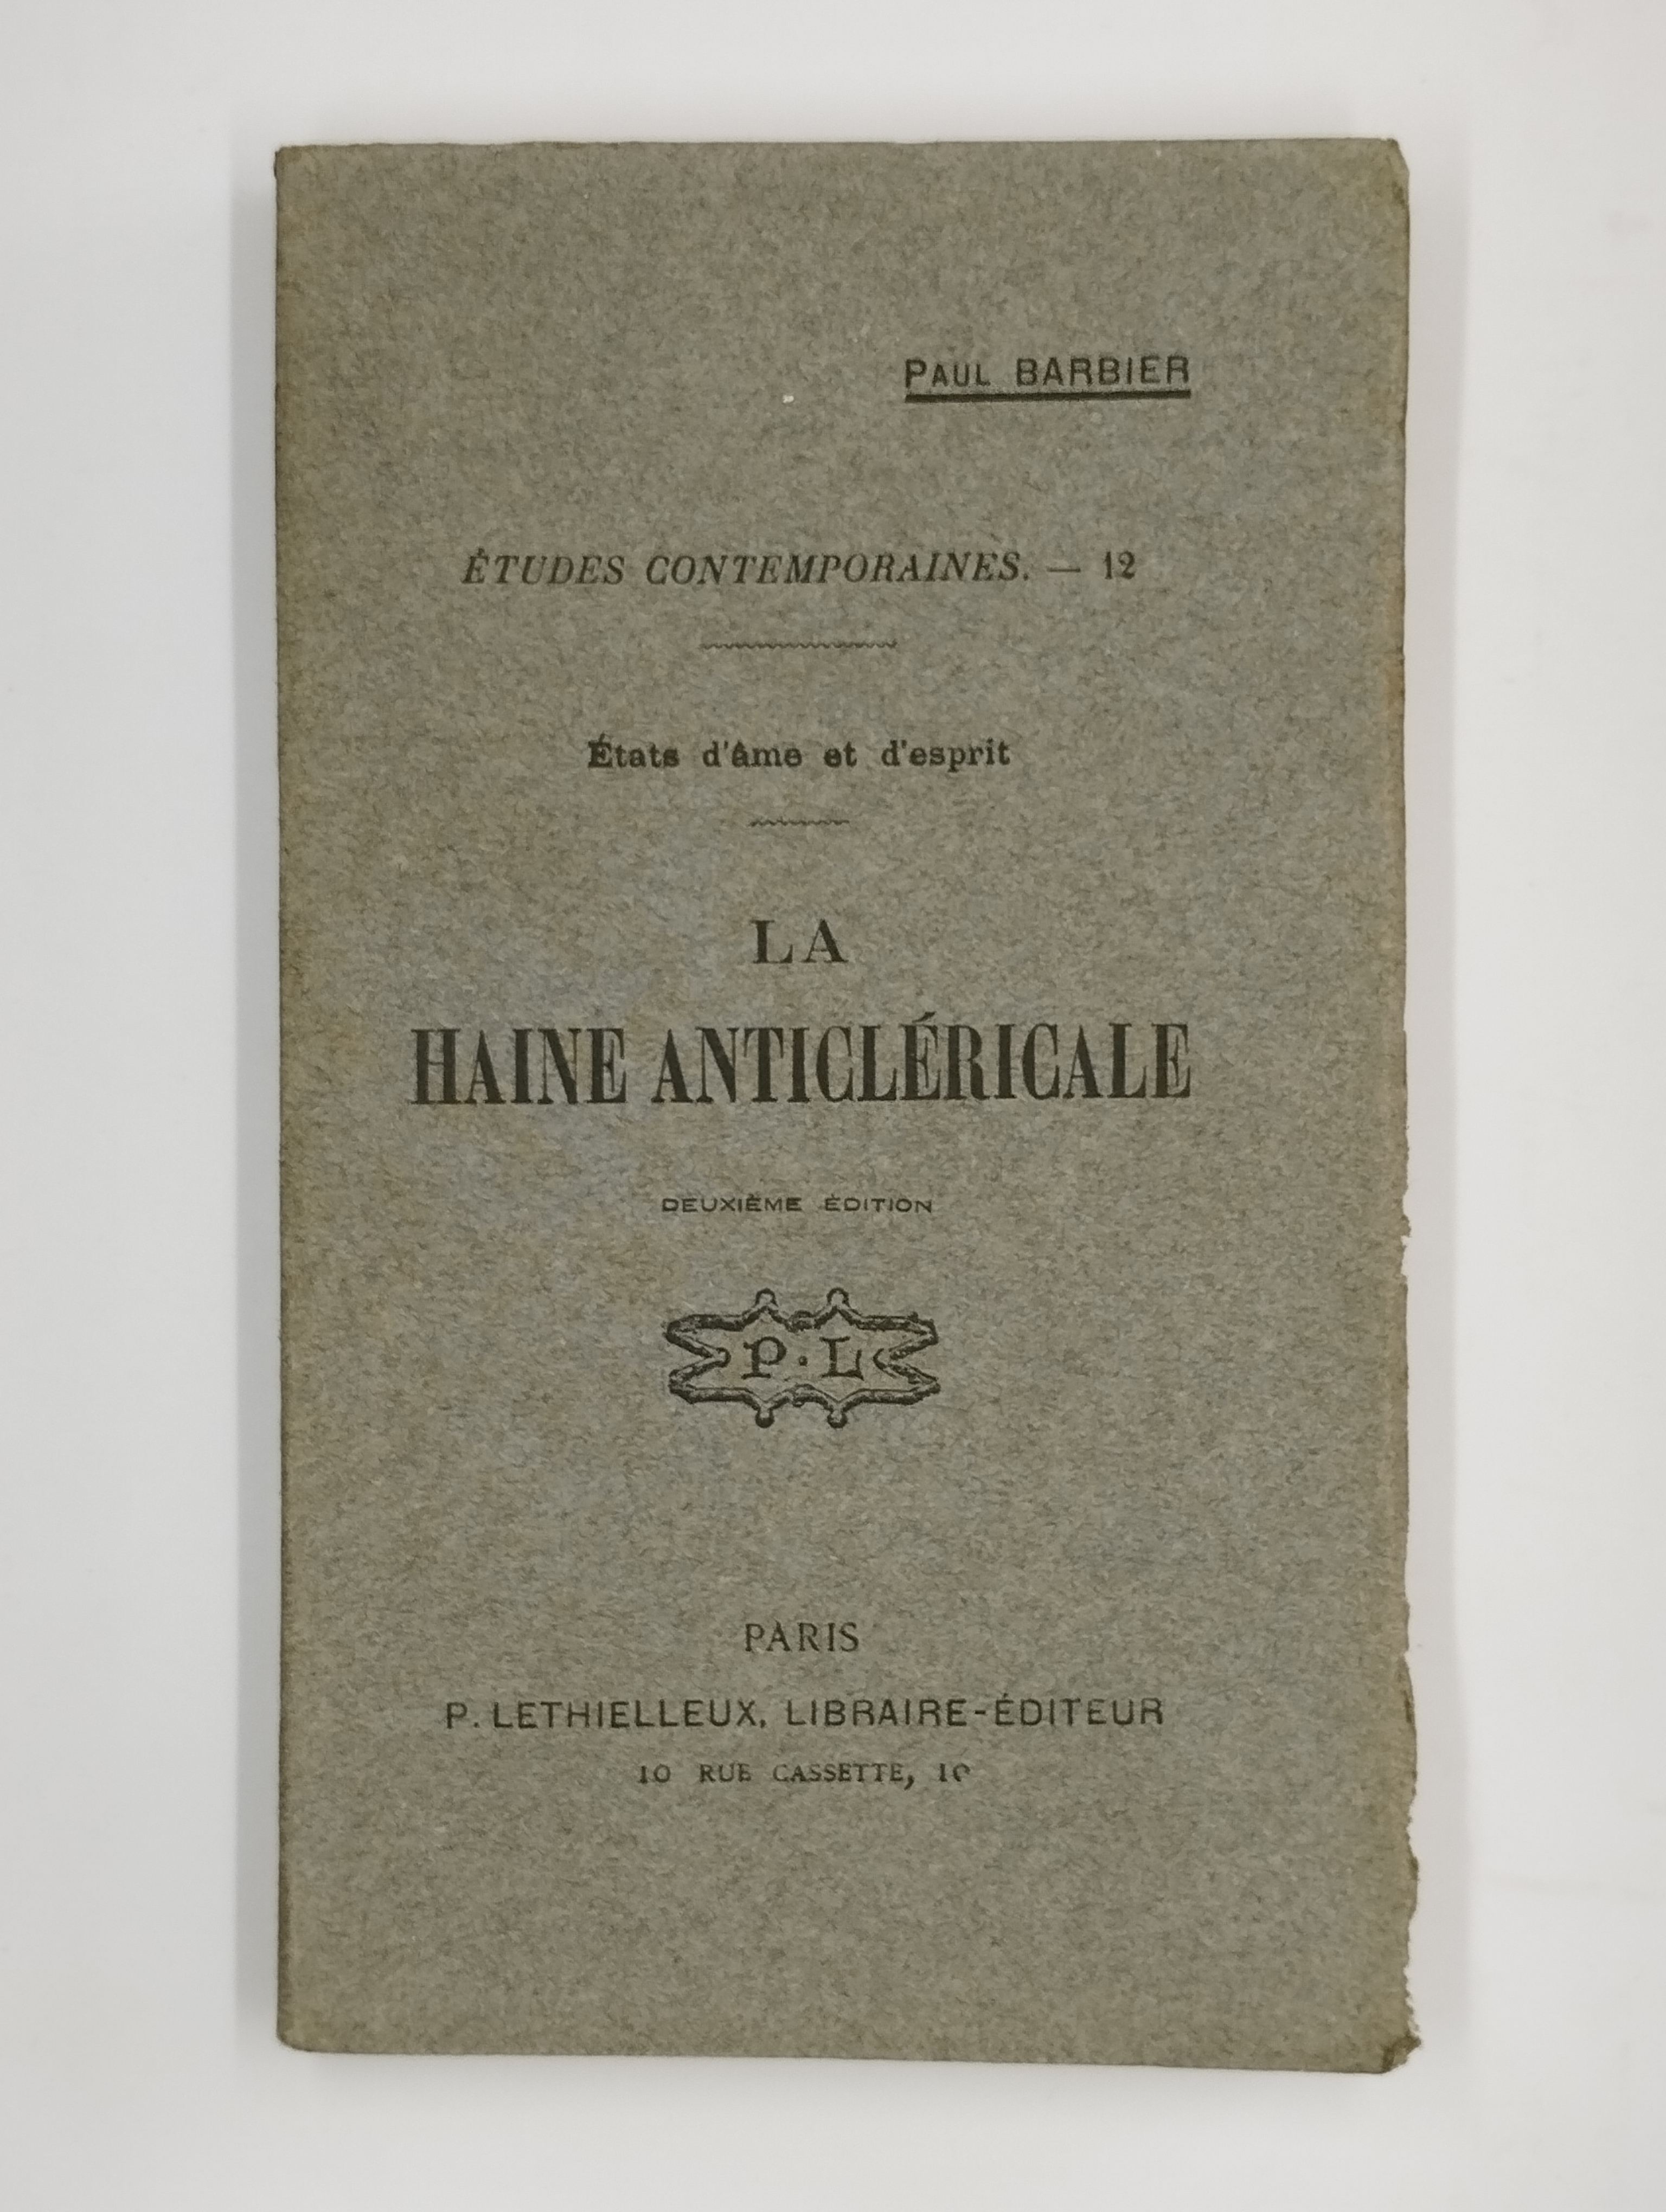 PAUL BARBIER
ÉTUDES CONTEMPORAINES. — 12
États d'âme et d'esprit
LA
HAINE ANTICLÉRICALE
DEUXIÈME ÉDITION
P. L
PARIS
P. LETHIELLEUX, LIBRAIRE-ÉDITEUR
10 RUE CASSETTE, 10